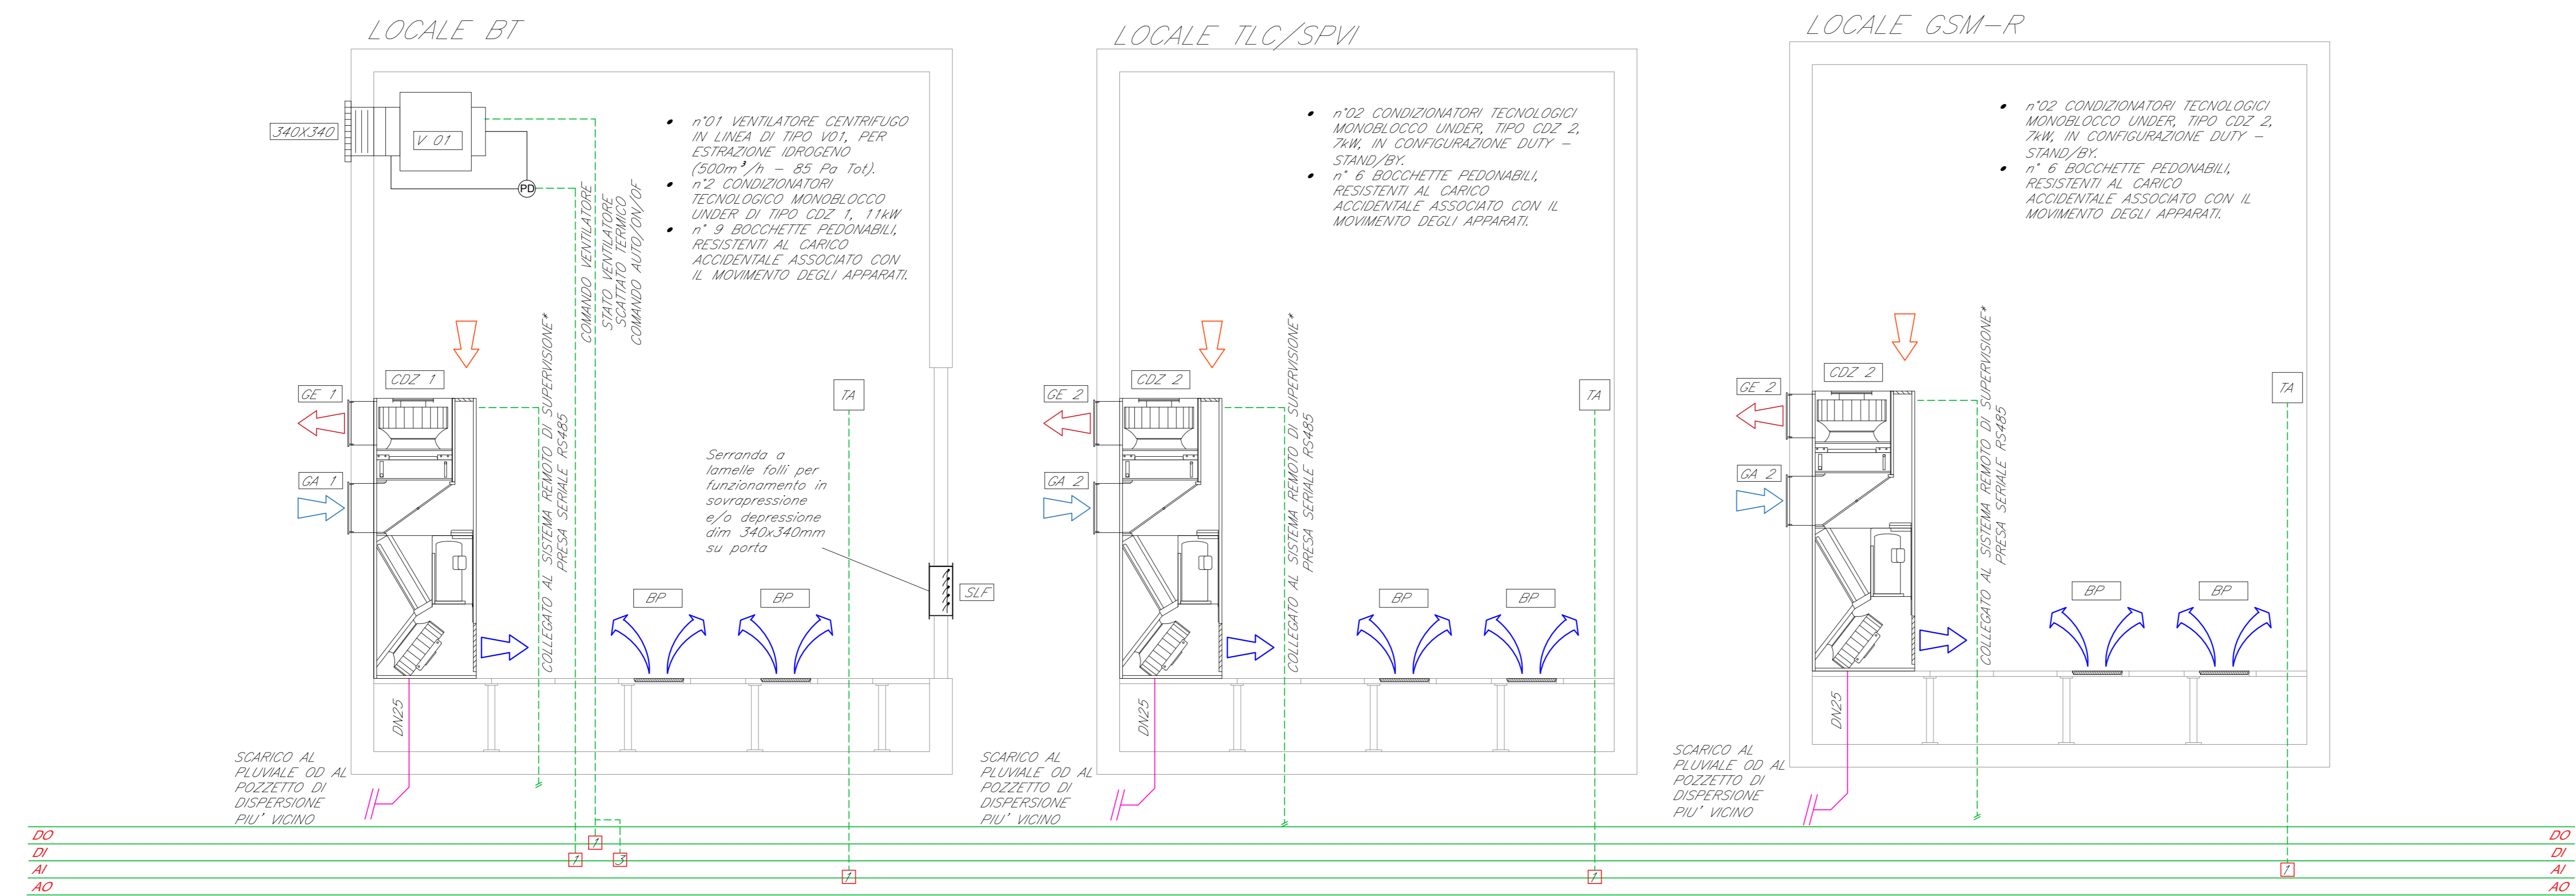 LOCALE BT
340X340
V 01
PD
n°01 VENTILATORE CENTRIFUGO
IN LINEA DI TIPO V01, PER
ESTRAZIONE IDROGENO
(500m³/h – 85 Pa Tot).
n°2 CONDIZIONATORI
TECNOLOGICO MONOBLOCCO
UNDER DI TIPO CDZ 1, 11kW
n° 9 BOCCHETTE PEDONABILI,
RESISTENTI AL CARICO
ACCIDENTALE ASSOCIATO CON
IL MOVIMENTO DEGLI APPARATI.
COMANDO VENTILATORE
STATO VENTILATORE
SCATTATO TERMICO
COMANDO AUTO/ON/OF
COLLEGATO AL SISTEMA REMOTO DI SUPERVISIONE*
PRESA SERIALE RS485
CDZ 1
GE 1
GA 1
TA
Serranda a
lamelle folli per
funzionamento in
sovrapressione
e/o depressione
dim 340x340mm
su porta
SLF
BP
BP
DN25
SCARICO AL
PLUVIALE OD AL
POZZETTO DI
DISPERSIONE
PIU' VICINO
LOCALE TLC/SPVI
n°02 CONDIZIONATORI TECNOLOGICI
MONOBLOCCO UNDER, TIPO CDZ 2,
7kW, IN CONFIGURAZIONE DUTY –
STAND/BY.
n° 6 BOCCHETTE PEDONABILI,
RESISTENTI AL CARICO
ACCIDENTALE ASSOCIATO CON IL
MOVIMENTO DEGLI APPARATI.
COLLEGATO AL SISTEMA REMOTO DI SUPERVISIONE*
PRESA SERIALE RS485
CDZ 2
GE 2
GA 2
TA
BP
BP
DN25
SCARICO AL
PLUVIALE OD AL
POZZETTO DI
DISPERSIONE
PIU' VICINO
LOCALE GSM-R
n°02 CONDIZIONATORI TECNOLOGICI
MONOBLOCCO UNDER, TIPO CDZ 2,
7kW, IN CONFIGURAZIONE DUTY –
STAND/BY.
n° 6 BOCCHETTE PEDONABILI,
RESISTENTI AL CARICO
ACCIDENTALE ASSOCIATO CON IL
MOVIMENTO DEGLI APPARATI.
COLLEGATO AL SISTEMA REMOTO DI SUPERVISIONE*
PRESA SERIALE RS485
CDZ 2
GE 2
GA 2
TA
BP
BP
DN25
SCARICO AL
PLUVIALE OD AL
POZZETTO DI
DISPERSIONE
PIU' VICINO
DO 1 DO
DI 1 3 DI
AI 1 1 1 AI
AO AO